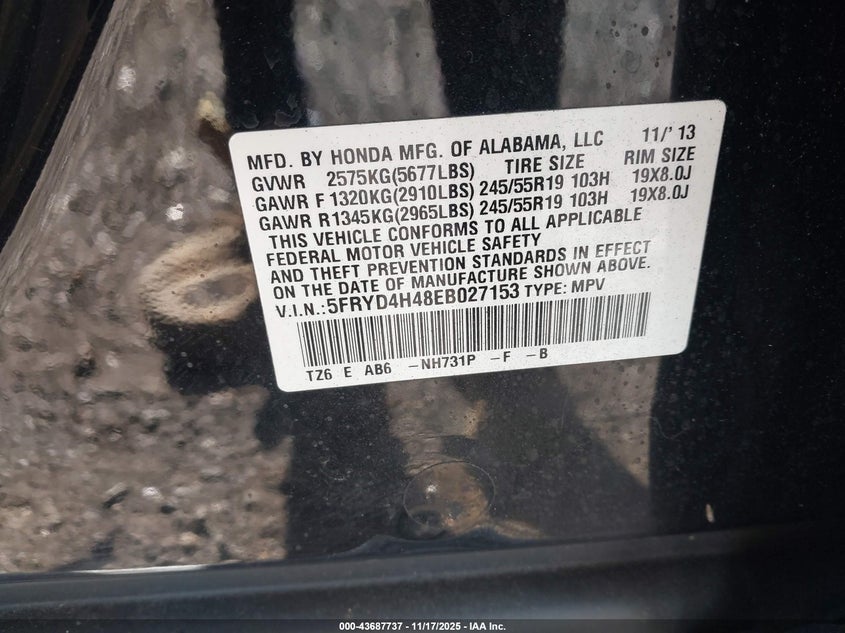 MFD. BY HONDA MFG. OF ALABAMA, LLC 11/'13
GVWR 2575KG(5677LBS) TIRE SIZE RIM SIZE
GAWR F 1320KG(2910LBS) 245/55R19 103H 19X8.0J
GAWR R1345KG(2965LBS) 245/55R19 103H 19X8.0J
THIS VEHICLE CONFORMS TO ALL APPLICABLE
FEDERAL MOTOR VEHICLE SAFETY
AND THEFT PREVENTION STANDARDS IN EFFECT
ON THE DATE OF MANUFACTURE SHOWN ABOVE.
V.I.N.:5FRYD4H48EB027153 TYPE: MPV
TZ6 E AB6 -NH731P -F -B
000-43687737 - 11/17/2025 - IAA Inc.